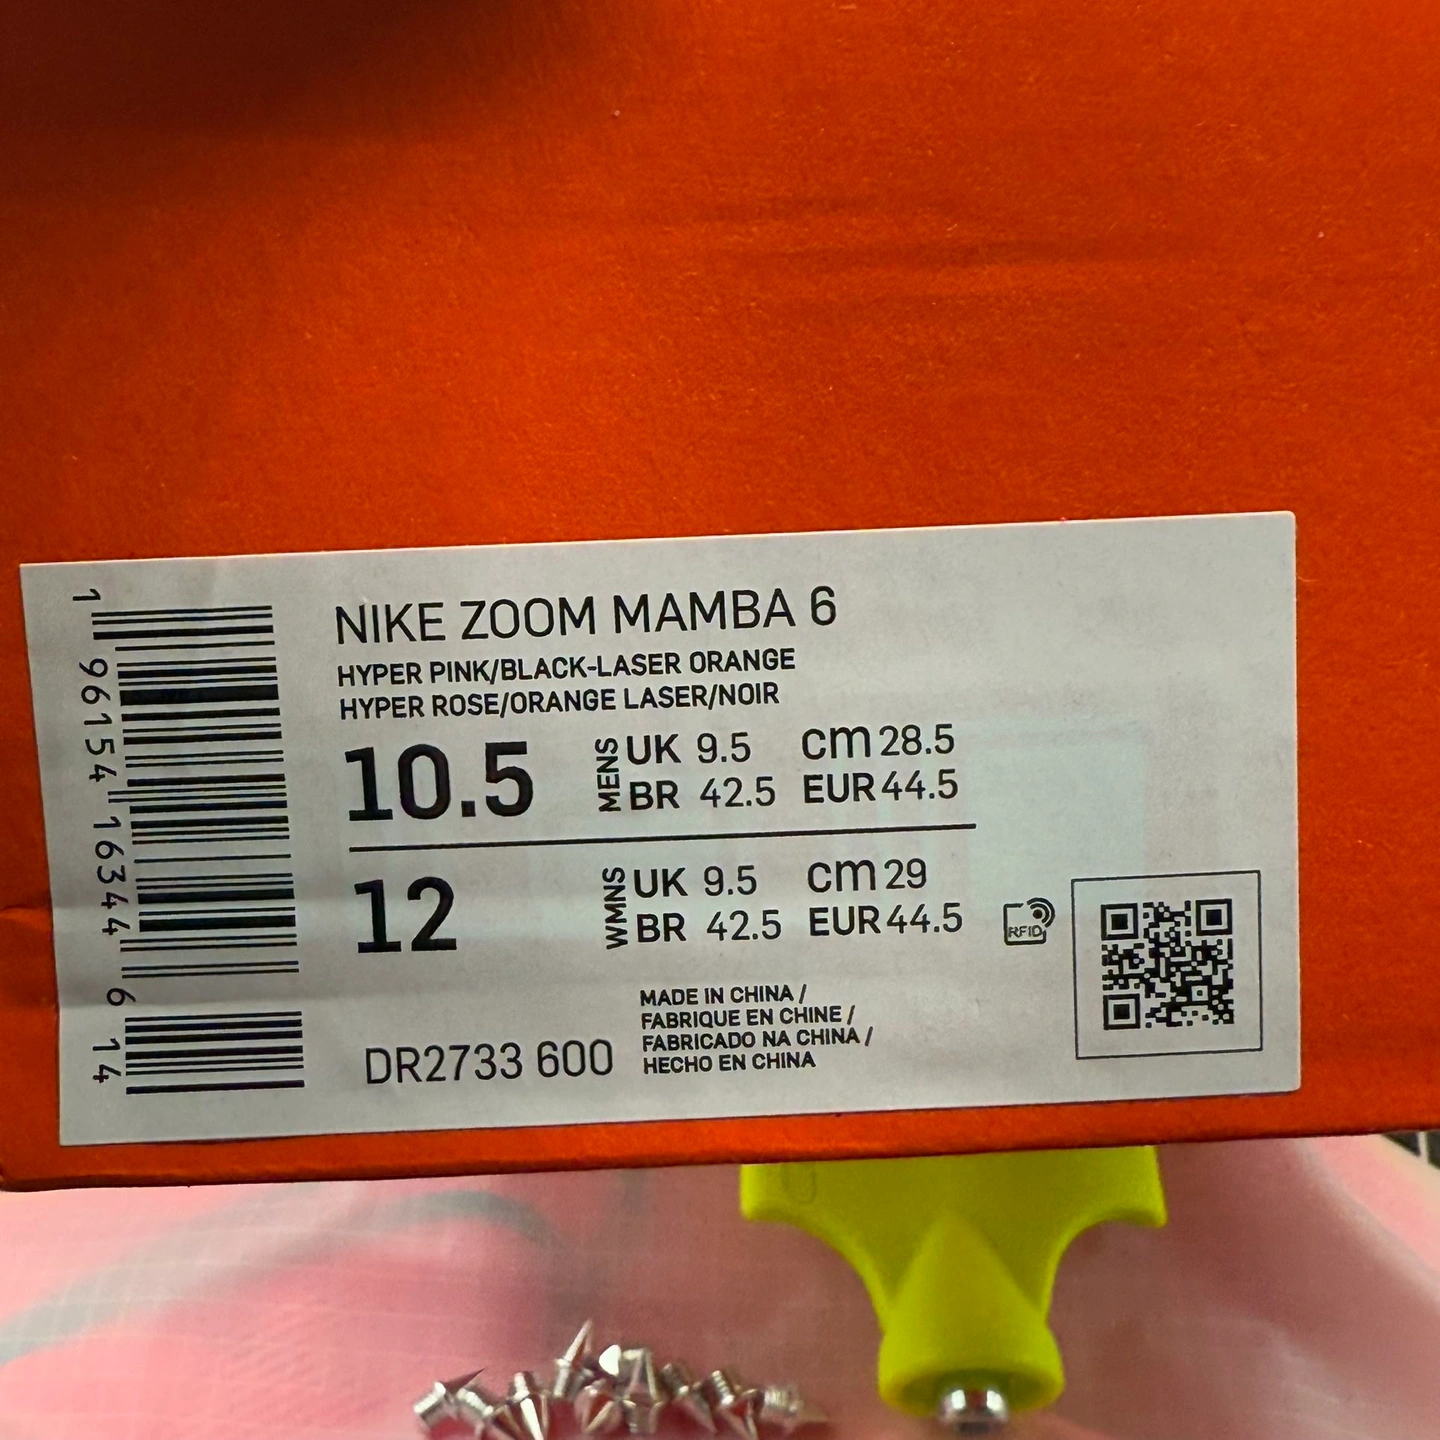 NIKE ZOOM MAMBA 6
HYPER PINK/BLACK-LASER ORANGE
HYPER ROSE/ORANGE LASER/NOIR
10.5 MENS UK 9.5 cm 28.5
BR 42.5 EUR 44.5
12 WMNS UK 9.5 cm 29
BR 42.5 EUR 44.5
RFID
MADE IN CHINA /
FABRIQUE EN CHINE /
FABRICADO NA CHINA /
HECHO EN CHINA
DR2733 600
1 96154 16344 6 14